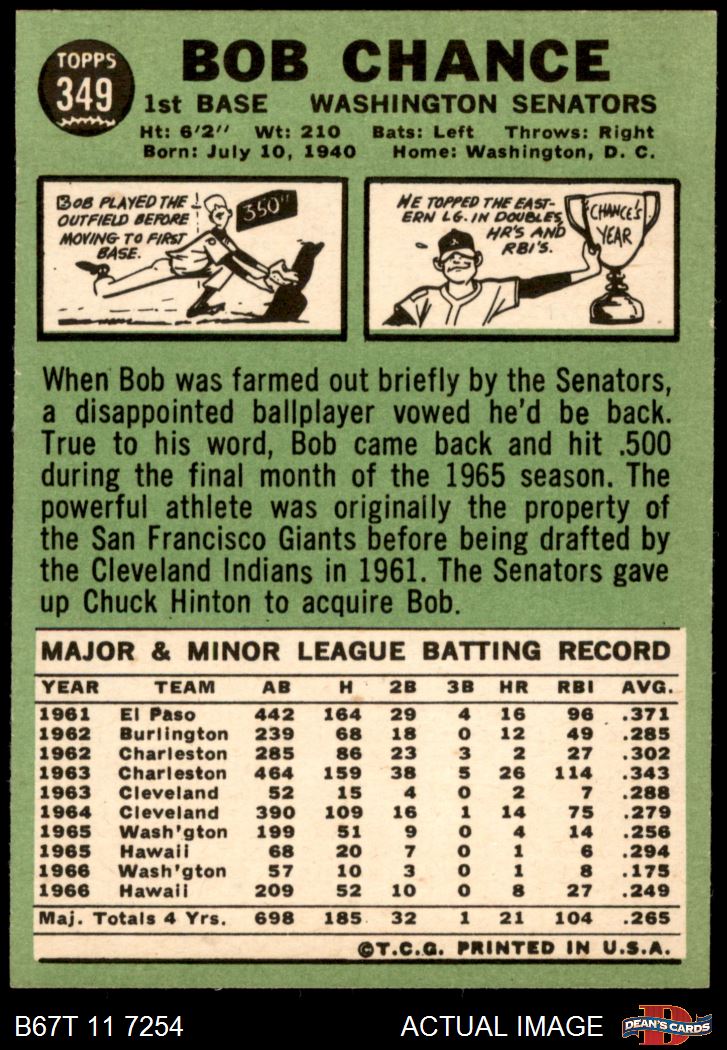 TOPPS
349
BOB CHANCE
1st BASE WASHINGTON SENATORS
Ht: 6'2" Wt: 210 Bats: Left Throws: Right
Born: July 10, 1940 Home: Washington, D. C.
BOB PLAYED THE
OUTFIELD BEFORE
MOVING TO FIRST
BASE.
350'
HE TOPPED THE EAST-
ERN LG. IN DOUBLES,
HR'S AND
RBI'S.
CHANCE'S
YEAR
When Bob was farmed out briefly by the Senators,
a disappointed ballplayer vowed he'd be back.
True to his word, Bob came back and hit .500
during the final month of the 1965 season. The
powerful athlete was originally the property of
the San Francisco Giants before being drafted by
the Cleveland Indians in 1961. The Senators gave
up Chuck Hinton to acquire Bob.
MAJOR & MINOR LEAGUE BATTING RECORD
YEAR TEAM AB H 2B 3B HR RBI AVG.
1961 El Paso 442 164 29 4 16 96 .371
1962 Burlington 239 68 18 0 12 49 .285
1962 Charleston 285 86 23 3 2 27 .302
1963 Charleston 464 159 38 5 26 114 .343
1963 Cleveland 52 15 4 0 2 7 .288
1964 Cleveland 390 109 16 1 14 75 .279
1965 Wash'gton 199 51 9 0 4 14 .256
1965 Hawaii 68 20 7 0 1 6 .294
1966 Wash'gton 57 10 3 0 1 8 .175
1966 Hawaii 209 52 10 0 8 27 .249
Maj. Totals 4 Yrs. 698 185 32 1 21 104 .265
©T.C.G. PRINTED IN U.S.A.
B67T 11 7254 ACTUAL IMAGE
D
DEAN'S CARDS